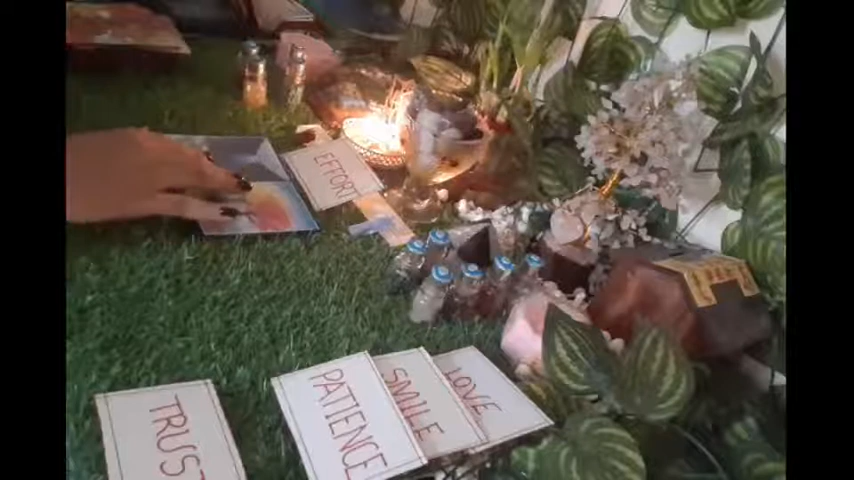 EFFORT
LOVE
SMILE
PATIENCE
TRUST